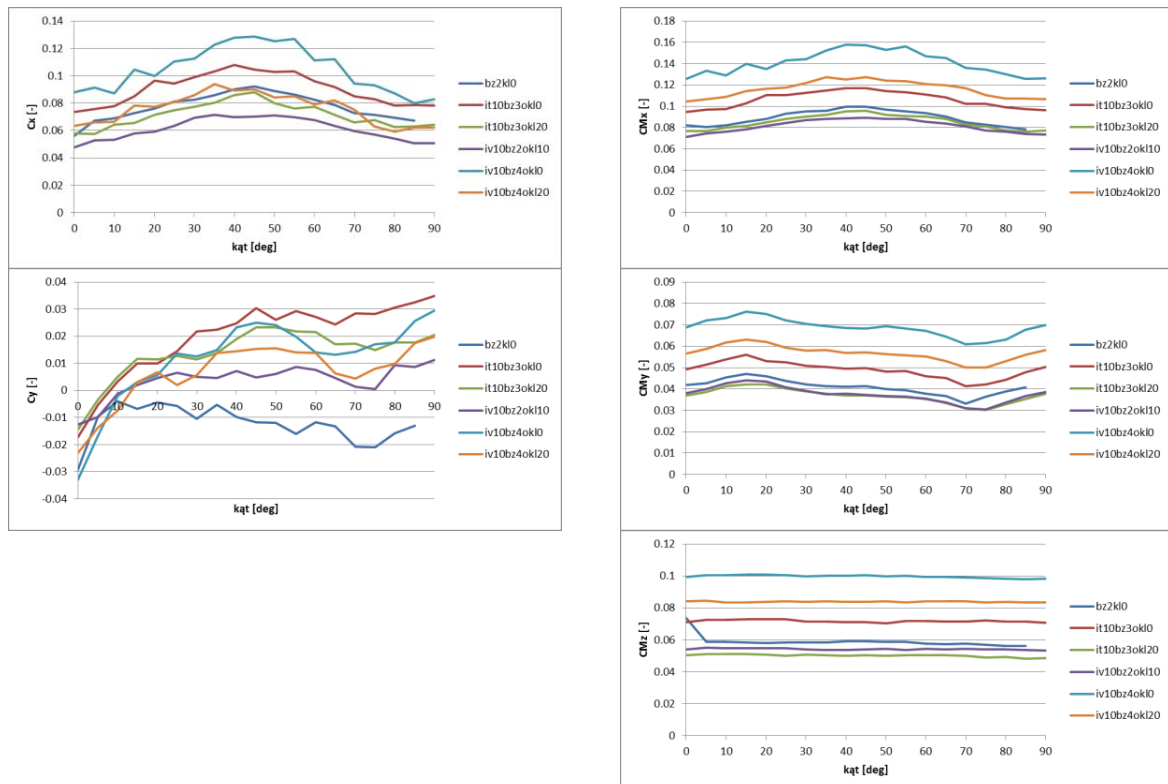 0.14
0.12
0.1
0.08
0.06
0.04
0.02
0
Cx [-]
0 10 20 30 40 50 60 70 80 90
kąt [deg]
bz2kl0
it10bz3okl0
it10bz3okl20
iv10bz2okl10
iv10bz4okl0
iv10bz4okl20
0.04
0.03
0.02
0.01
0
-0.01
-0.02
-0.03
-0.04
Cy [-]
0 10 20 30 40 50 60 70 80 90
kąt [deg]
bz2kl0
it10bz3okl0
it10bz3okl20
iv10bz2okl10
iv10bz4okl0
iv10bz4okl20
0.18
0.16
0.14
0.12
0.1
0.08
0.06
0.04
0.02
0
CMx [-]
0 10 20 30 40 50 60 70 80 90
kąt [deg]
bz2kl0
it10bz3okl0
it10bz3okl20
iv10bz2okl10
iv10bz4okl0
iv10bz4okl20
0.09
0.08
0.07
0.06
0.05
0.04
0.03
0.02
0.01
0
CMy [-]
0 10 20 30 40 50 60 70 80 90
kąt [deg]
bz2kl0
it10bz3okl0
it10bz3okl20
iv10bz2okl10
iv10bz4okl0
iv10bz4okl20
0.12
0.1
0.08
0.06
0.04
0.02
0
CMz [-]
0 10 20 30 40 50 60 70 80 90
kąt [deg]
bz2kl0
it10bz3okl0
it10bz3okl20
iv10bz2okl10
iv10bz4okl0
iv10bz4okl20